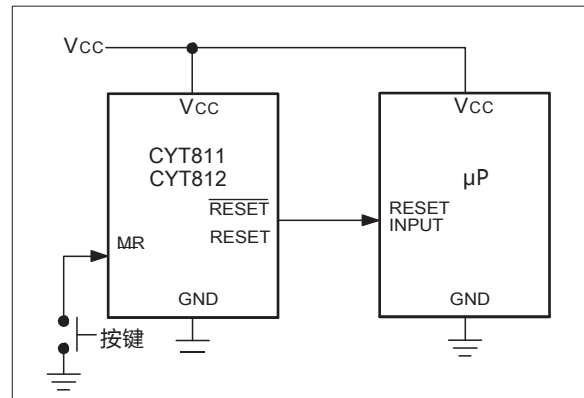 VCC
VCC
CYT811
CYT812
RESET
RESET
MR
GND
按键
VCC
µP
RESET
INPUT
GND